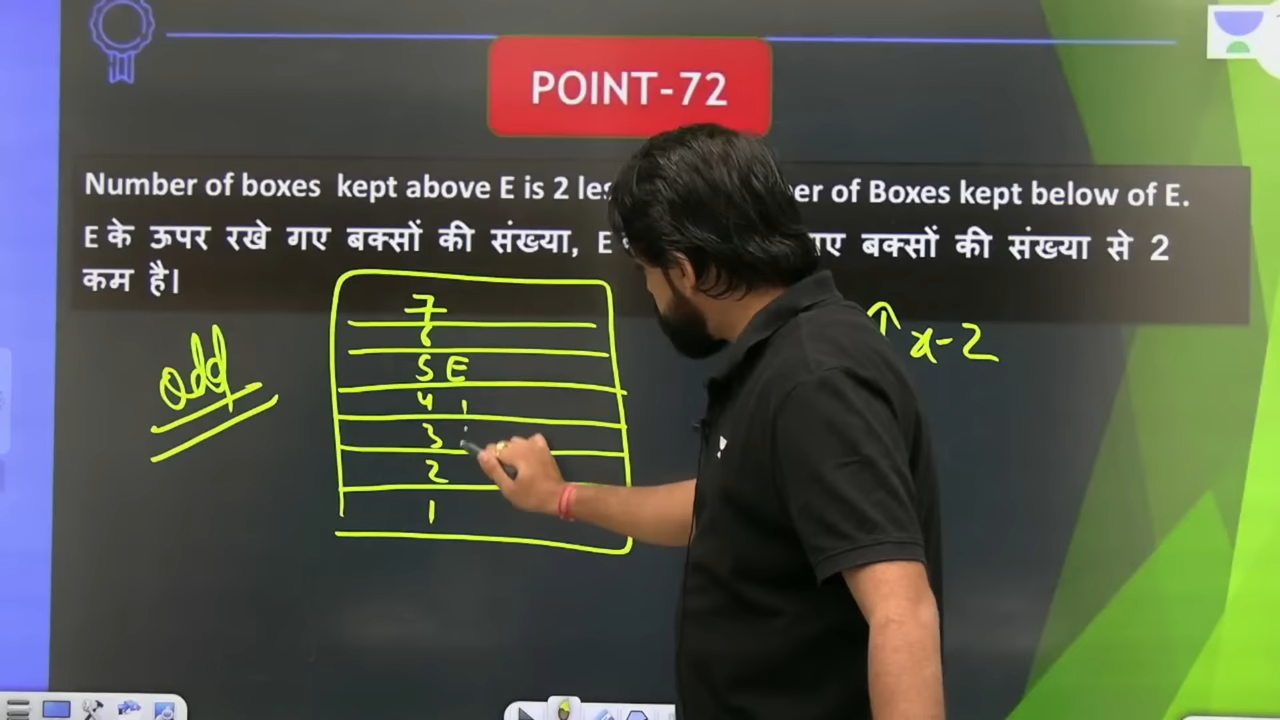 POINT-72
Number of boxes kept above E is 2 les er of Boxes kept below of E.
E के ऊपर रखे गए बक्सों की संख्या, E ए बक्सों की संख्या से 2
कम है।
7
6
5 E
4 1
3
2
1
odd
↑ x-2